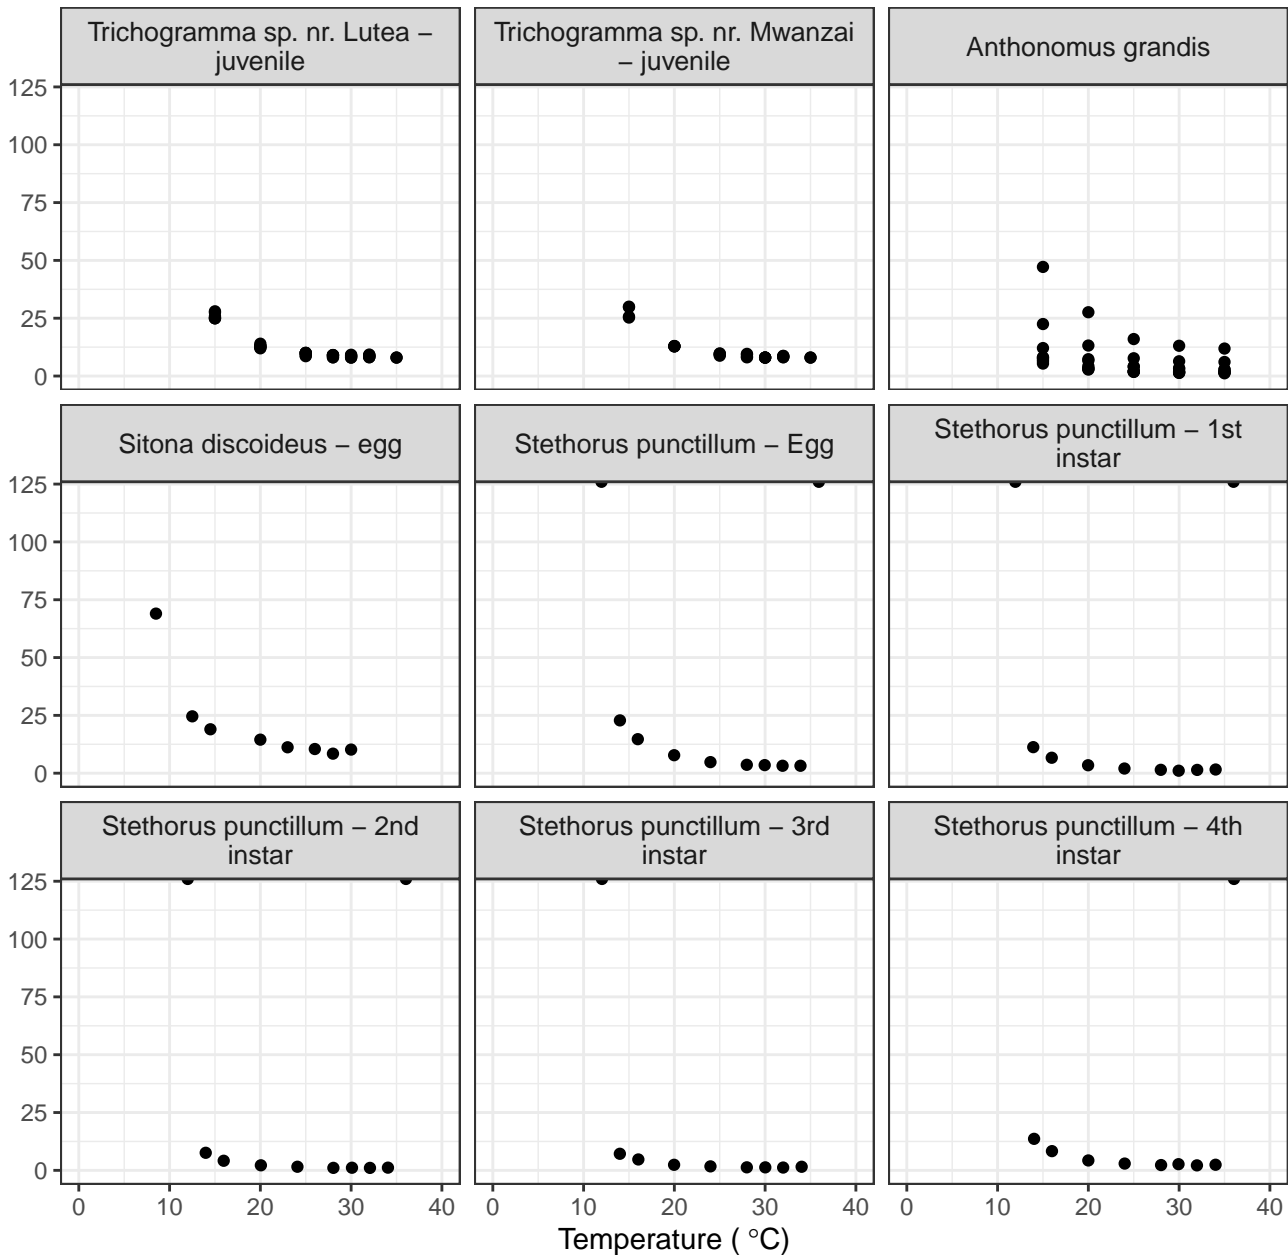 Trichogramma sp. nr. Lutea –
juvenile
Trichogramma sp. nr. Mwanzai
– juvenile
Anthonomus grandis
125
100
75
50
25
0
Sitona discoideus – egg
Stethorus punctillum – Egg
Stethorus punctillum – 1st
instar
125
100
75
50
25
0
Stethorus punctillum – 2nd
instar
Stethorus punctillum – 3rd
instar
Stethorus punctillum – 4th
instar
125
100
75
50
25
0
0 10 20 30 40
0 10 20 30 40
0 10 20 30 40
Temperature ( °C)